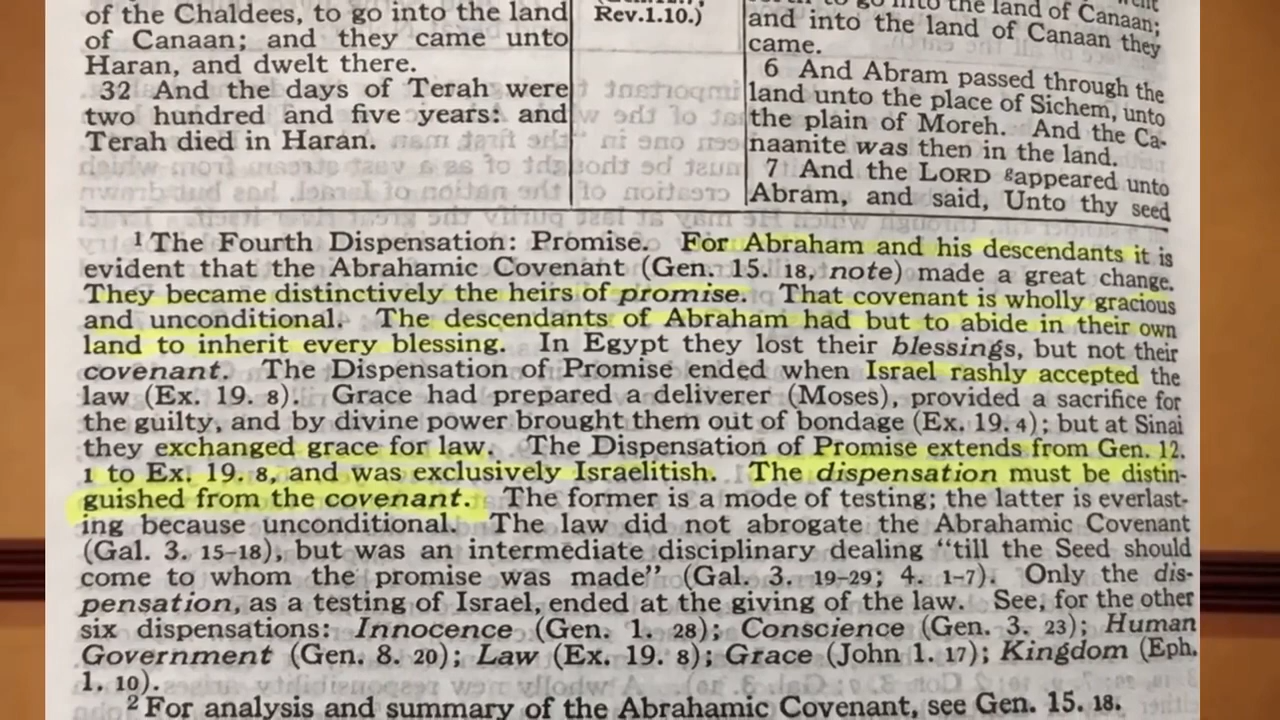 of the Chaldees, to go into the land
of Canaan; and they came unto
Haran, and dwelt there.
32 And the days of Terah were
two hundred and five years: and
Terah died in Haran.
Rev.1.10.)
and into the land of Canaan they
came.
6 And Abram passed through the
land unto the place of Sichem, unto
the plain of Moreh. And the Ca-
naanite was then in the land.
7 And the LORD gappeared unto
Abram, and said, Unto thy seed
1 The Fourth Dispensation: Promise. For Abraham and his descendants it is
evident that the Abrahamic Covenant (Gen. 15. 18, note) made a great change.
They became distinctively the heirs of promise. That covenant is wholly gracious
and unconditional. The descendants of Abraham had but to abide in their own
land to inherit every blessing. In Egypt they lost their blessings, but not their
covenant. The Dispensation of Promise ended when Israel rashly accepted the
law (Ex. 19. 8). Grace had prepared a deliverer (Moses), provided a sacrifice for
the guilty, and by divine power brought them out of bondage (Ex. 19. 4); but at Sinai
they exchanged grace for law. The Dispensation of Promise extends from Gen. 12.
1 to Ex. 19. 8, and was exclusively Israelitish. The dispensation must be distin-
guished from the covenant. The former is a mode of testing; the latter is everlast-
ing because unconditional. The law did not abrogate the Abrahamic Covenant
(Gal. 3. 15-18), but was an intermediate disciplinary dealing "till the Seed should
come to whom the promise was made" (Gal. 3. 19-29; 4. 1-7). Only the dis-
pensation, as a testing of Israel, ended at the giving of the law. See, for the other
six dispensations: Innocence (Gen. 1. 28); Conscience (Gen. 3. 23); Human
Government (Gen. 8. 20); Law (Ex. 19. 8); Grace (John 1. 17); Kingdom (Eph.
1. 10).
2 For analysis and summary of the Abrahamic Covenant, see Gen. 15. 18.